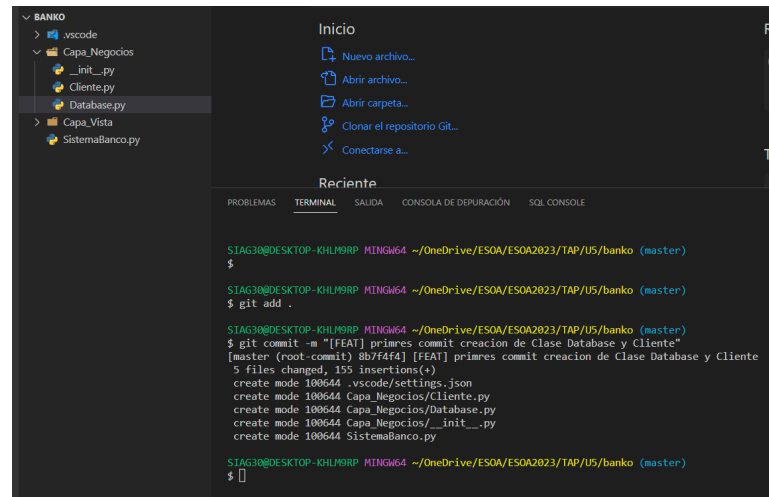 BANKO
.vscode
Capa_Negocios
__init__.py
Cliente.py
Database.py
Capa_Vista
SistemaBanco.py
Inicio
Nuevo archivo...
Abrir archivo...
Abrir carpeta...
Clonar el repositorio Git...
Conectarse a...
Reciente
PROBLEMAS TERMINAL SALIDA CONSOLA DE DEPURACIÓN SQL CONSOLE
SIAG30@DESKTOP-KHLM9RP MINGW64 ~/OneDrive/ESOA/ESOA2023/TAP/U5/banko (master)
$
SIAG30@DESKTOP-KHLM9RP MINGW64 ~/OneDrive/ESOA/ESOA2023/TAP/U5/banko (master)
$ git add .
SIAG30@DESKTOP-KHLM9RP MINGW64 ~/OneDrive/ESOA/ESOA2023/TAP/U5/banko (master)
$ git commit -m "[FEAT] primres commit creacion de Clase Database y Cliente"
[master (root-commit) 8b7f4f4] [FEAT] primres commit creacion de Clase Database y Cliente
5 files changed, 155 insertions(+)
create mode 100644 .vscode/settings.json
create mode 100644 Capa_Negocios/Cliente.py
create mode 100644 Capa_Negocios/Database.py
create mode 100644 Capa_Negocios/__init__.py
create mode 100644 SistemaBanco.py
SIAG30@DESKTOP-KHLM9RP MINGW64 ~/OneDrive/ESOA/ESOA2023/TAP/U5/banko (master)
$